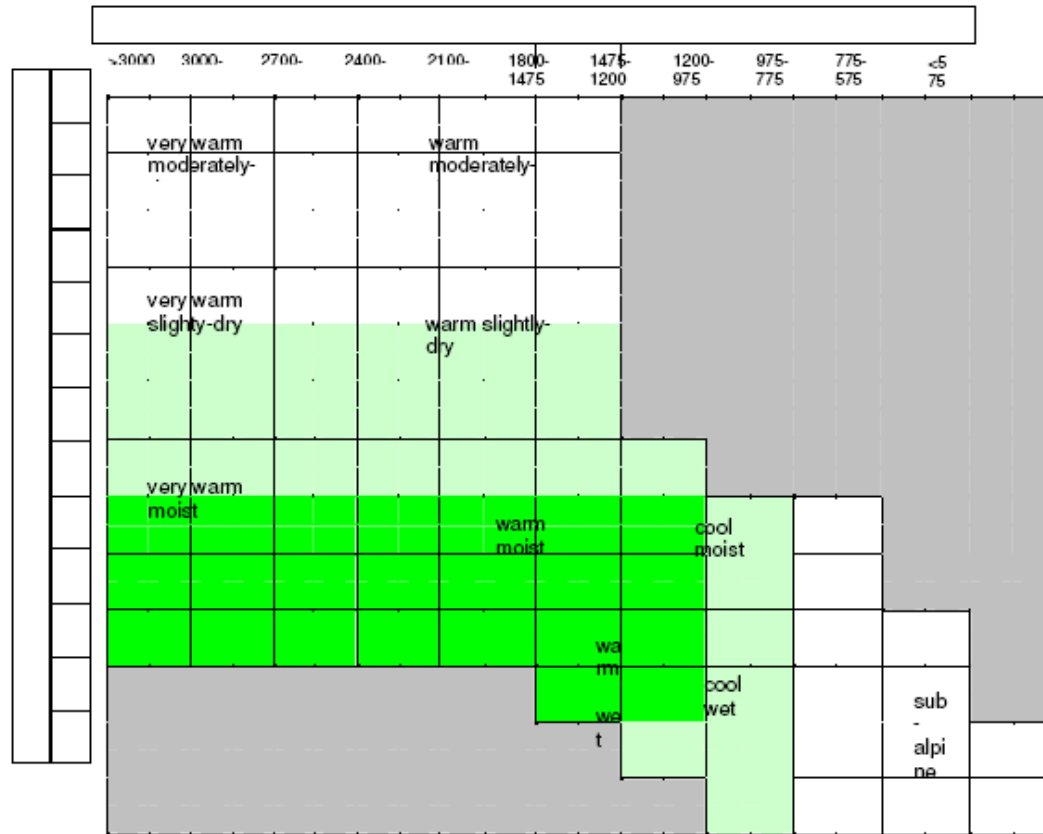 >3000 3000- 2700- 2400- 2100- 1800- 1475- 1200- 975- 775- <5
1475 1200 975 775 575 75
very warm
moderately-
warm
moderately-
very warm
slighty-dry
warm slightly-
dry
very warm
moist
warm
moist
cool
moist
wa
rm
we
t
cool
wet
sub
-
alpi
ne